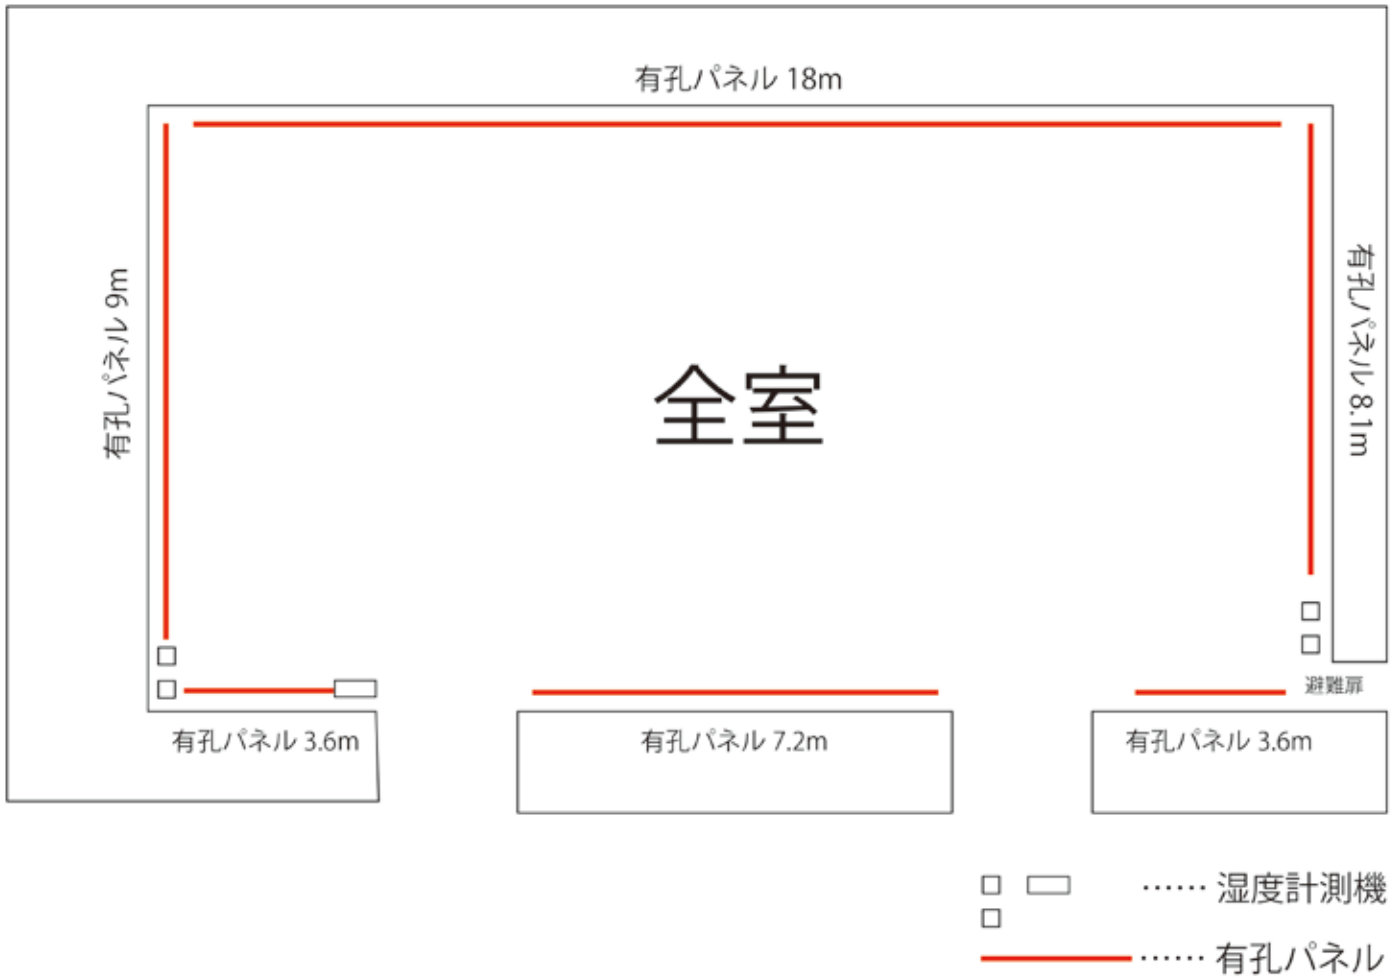 有孔パネル 18m
有孔パネル 9m
有孔パネル 8.1m
全室
避難扉
有孔パネル 3.6m
有孔パネル 7.2m
有孔パネル 3.6m
…… 湿度計測機
…… 有孔パネル